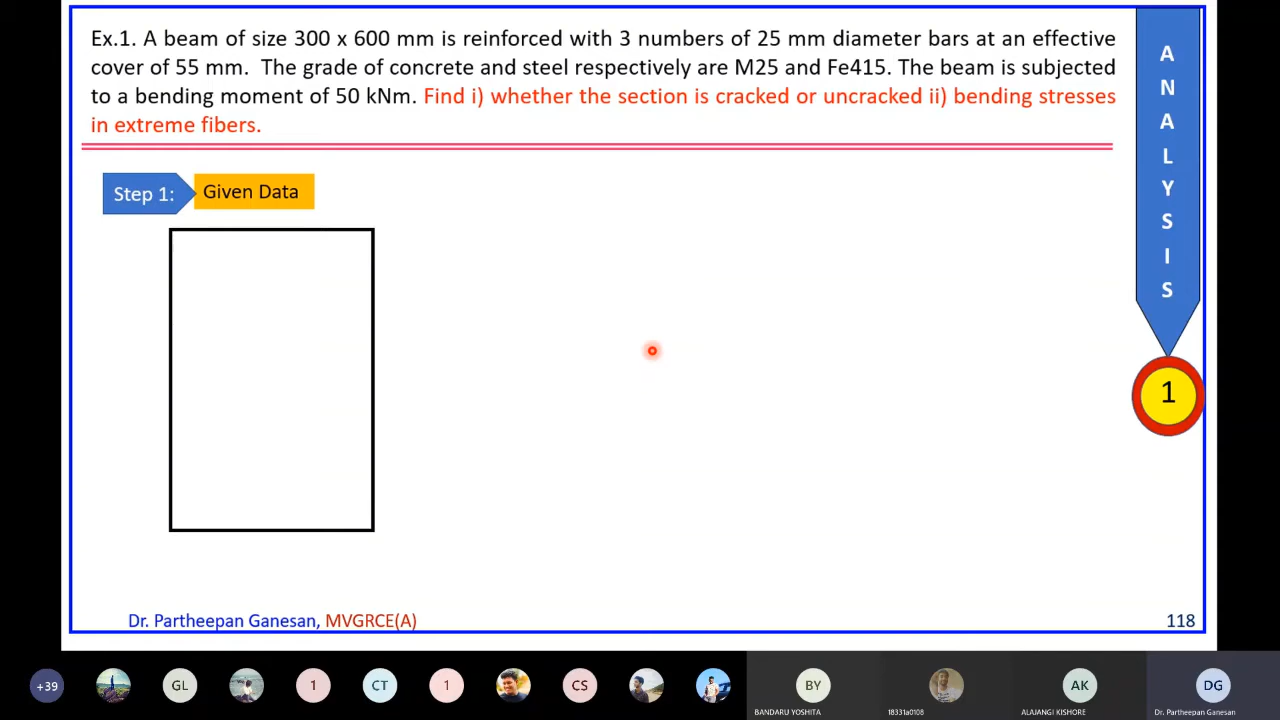 Ex.1. A beam of size 300 x 600 mm is reinforced with 3 numbers of 25 mm diameter bars at an effective
cover of 55 mm. The grade of concrete and steel respectively are M25 and Fe415. The beam is subjected
to a bending moment of 50 kNm. Find i) whether the section is cracked or uncracked ii) bending stresses
in extreme fibers.
A
N
A
L
Y
S
I
S
1
Step 1:
Given Data
Dr. Partheepan Ganesan, MVGRCE(A)
118
+39
GL
1
CT
1
CS
BY
AK
DG
BANDARU YOSHITA
18331a0108
ALAJANGI KISHORE
Dr. Partheepan Ganesan